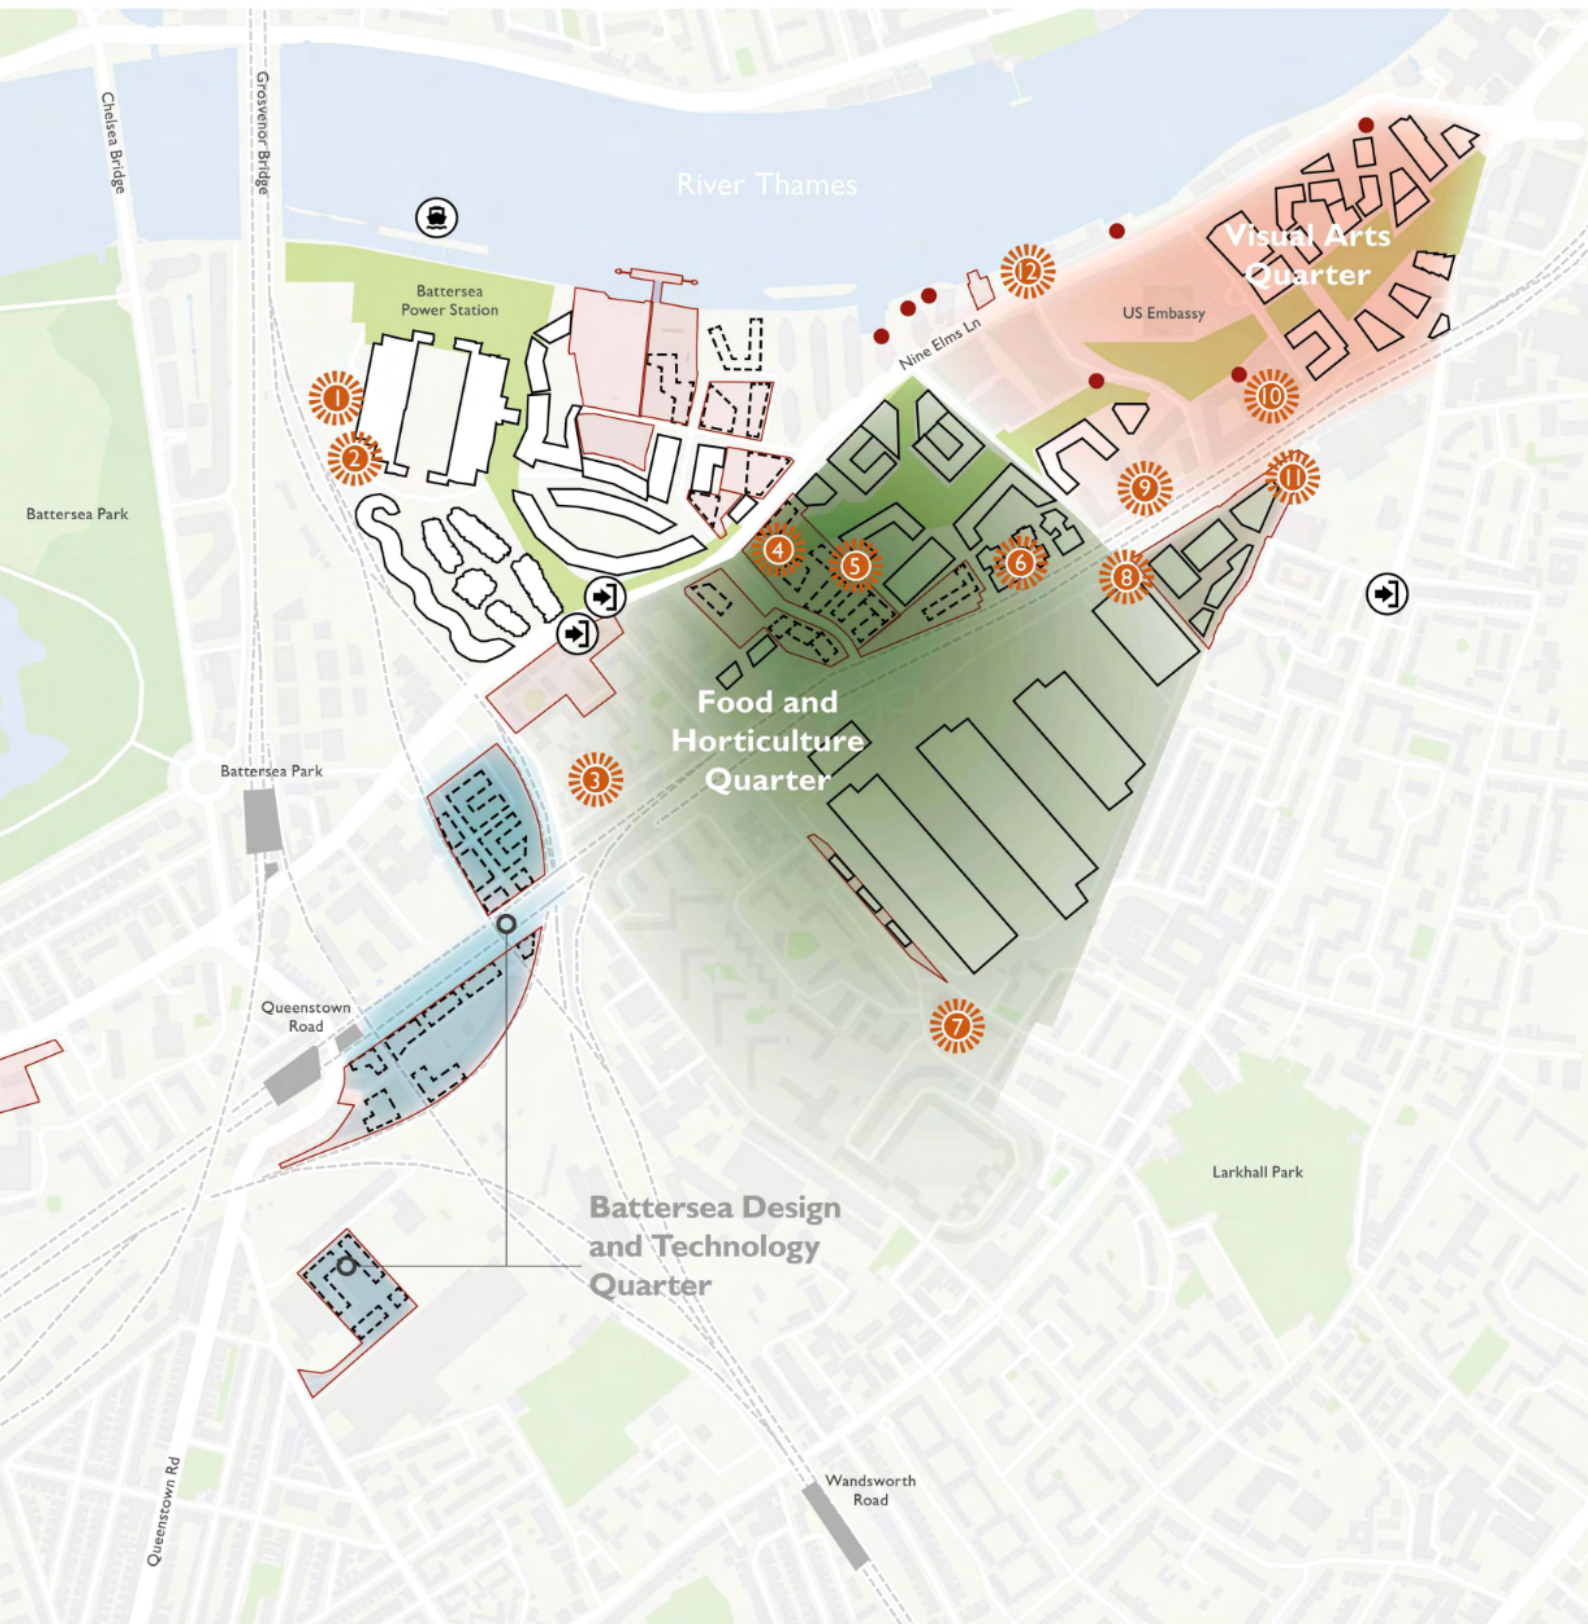 Chelsea Bridge
Grosvenor Bridge
River Thames
Visual Arts
Quarter
12
Battersea
Power Station
US Embassy
Nine Elms Ln
1
10
2
11
9
Battersea Park
4
5
6
8
Food and
Horticulture
Quarter
Battersea Park
3
Queenstown
Road
7
Larkhall Park
Battersea Design
and Technology
Quarter
Wandsworth
Road
Queenstown Rd